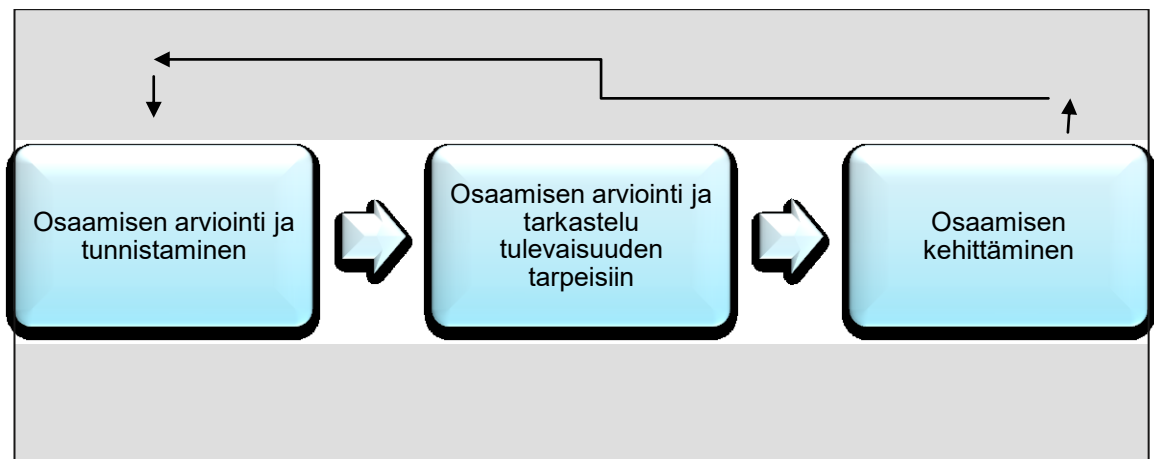 Osaamisen arviointi ja
tunnistaminen
Osaamisen arviointi ja
tarkastelu
tulevaisuuden
tarpeisiin
Osaamisen
kehittäminen